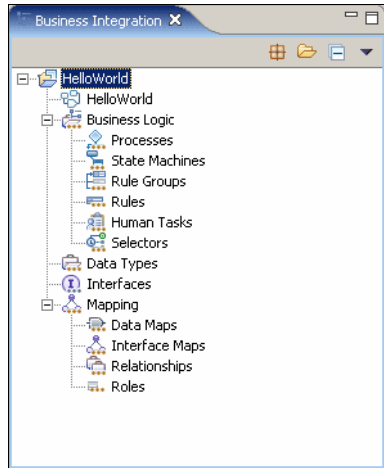 Business Integration
HelloWorld
HelloWorld
Business Logic
Processes
State Machines
Rule Groups
Rules
Human Tasks
Selectors
Data Types
Interfaces
Mapping
Data Maps
Interface Maps
Relationships
Roles